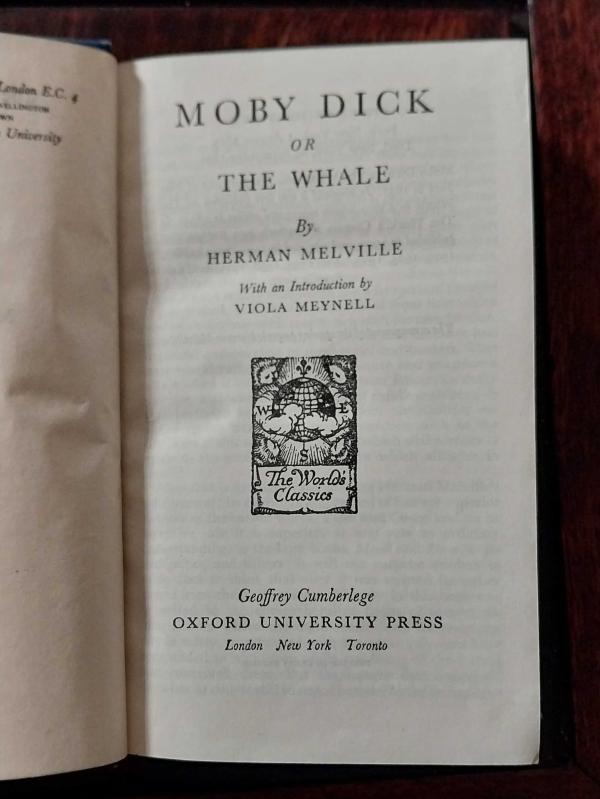 London E.C. 4
WELLINGTON
University
MOBY DICK
OR
THE WHALE
By
HERMAN MELVILLE
With an Introduction by
VIOLA MEYNELL
W E
S
The World's
Classics
Geoffrey Cumberlege
OXFORD UNIVERSITY PRESS
London New York Toronto